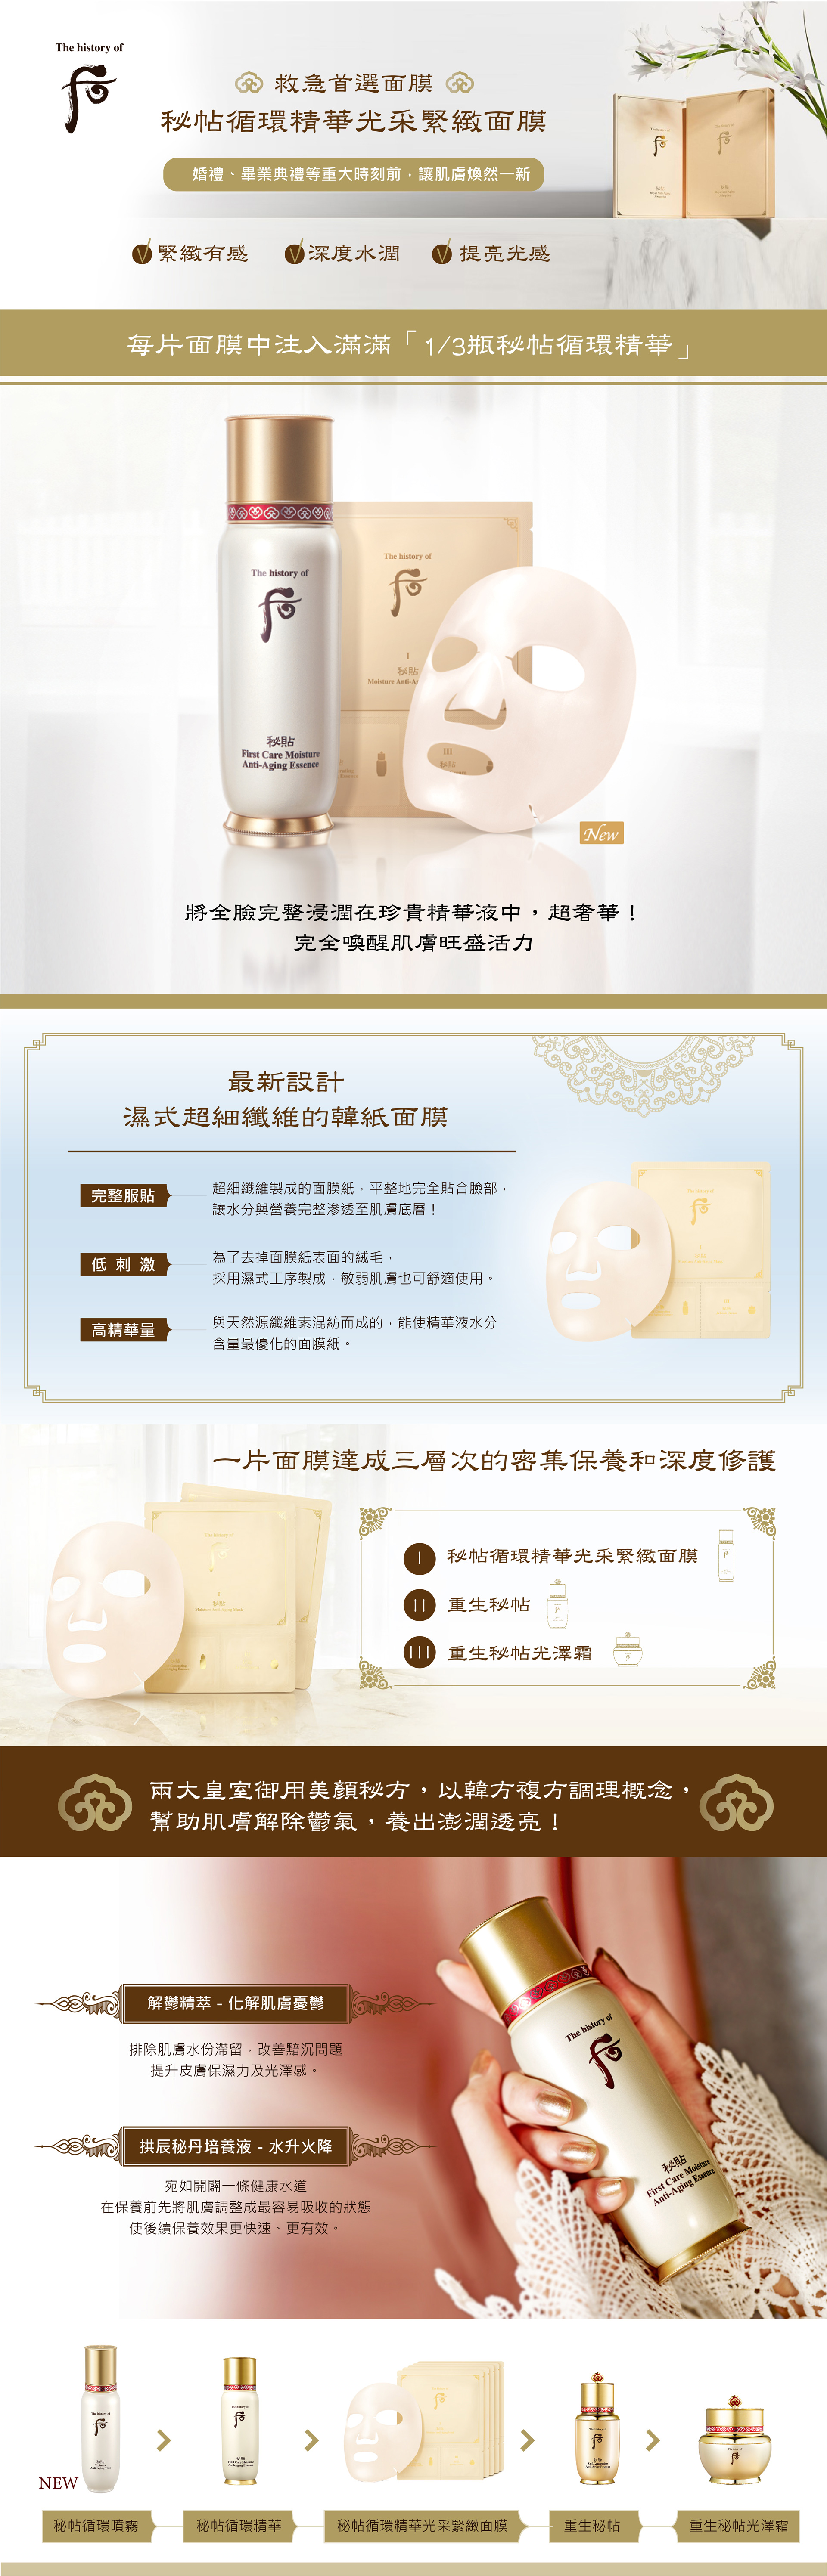 The history of
后
救急首選面膜
秘帖循環精華光采緊緻面膜
婚禮、畢業典禮等重大時刻前，讓肌膚煥然一新
緊緻有感
深度水潤
提亮光感
每片面膜中注入滿滿「1/3瓶秘帖循環精華」
The history of
后
秘貼
First Care Moisture
Anti-Aging Essence
The history of
后
I
秘貼
Moisture Anti-A
III
New
將全臉完整浸潤在珍貴精華液中，超奢華！
完全喚醒肌膚旺盛活力
最新設計
濕式超細纖維的韓紙面膜
完整服貼
超細纖維製成的面膜紙，平整地完全貼合臉部，
讓水分與營養完整滲透至肌膚底層！
低刺激
為了去掉面膜紙表面的絨毛，
採用濕式工序製成，敏弱肌膚也可舒適使用。
高精華量
與天然源纖維素混紡而成的，能使精華液水分
含量最優化的面膜紙。
一片面膜達成三層次的密集保養和深度修護
I 秘帖循環精華光采緊緻面膜
II 重生秘帖
III 重生秘帖光澤霜
兩大皇室御用美顏秘方，以韓方複方調理概念，
幫助肌膚解除鬱氣，養出澎潤透亮！
解鬱精萃 - 化解肌膚憂鬱
排除肌膚水份滯留，改善黯沉問題
提升皮膚保濕力及光澤感。
拱辰秘丹培養液 - 水升火降
宛如開闢一條健康水道
在保養前先將肌膚調整成最容易吸收的狀態
使後續保養效果更快速、更有效。
The history of
后
秘貼
First Care Moisture
Anti-Aging Essence
NEW
秘帖循環噴霧
秘帖循環精華
秘帖循環精華光采緊緻面膜
重生秘帖
重生秘帖光澤霜